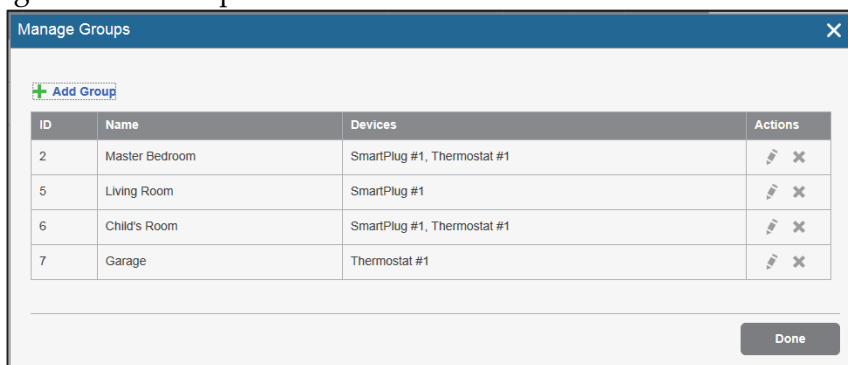 Manage Groups
Add Group
ID Name Devices Actions
2 Master Bedroom SmartPlug #1, Thermostat #1
5 Living Room SmartPlug #1
6 Child's Room SmartPlug #1, Thermostat #1
7 Garage Thermostat #1
Done